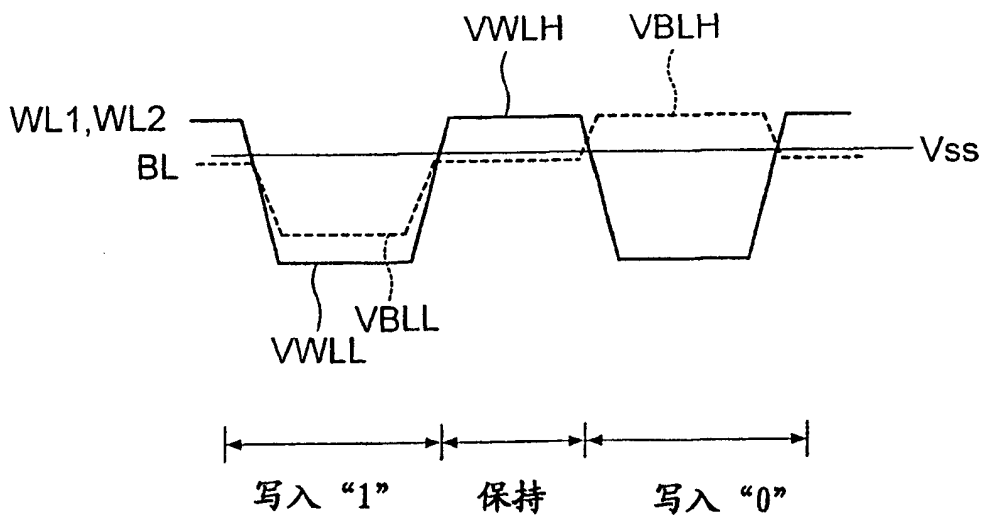 VWLH
VBLH
WL1,WL2
BL
Vss
VBLL
VWLL
写入“1”
保持
写入“0”